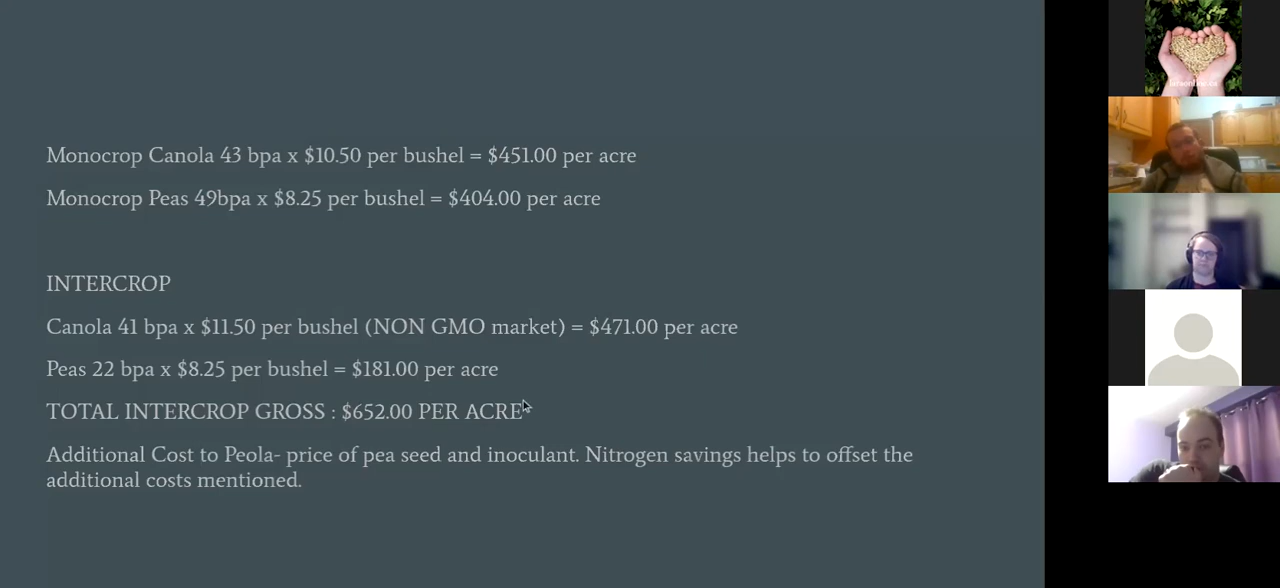 Monocrop Canola 43 bpa x $10.50 per bushel = $451.00 per acre
Monocrop Peas 49bpa x $8.25 per bushel = $404.00 per acre
INTERCROP
Canola 41 bpa x $11.50 per bushel (NON GMO market) = $471.00 per acre
Peas 22 bpa x $8.25 per bushel = $181.00 per acre
TOTAL INTERCROP GROSS : $652.00 PER ACRE
Additional Cost to Peola- price of pea seed and inoculant. Nitrogen savings helps to offset the
additional costs mentioned.